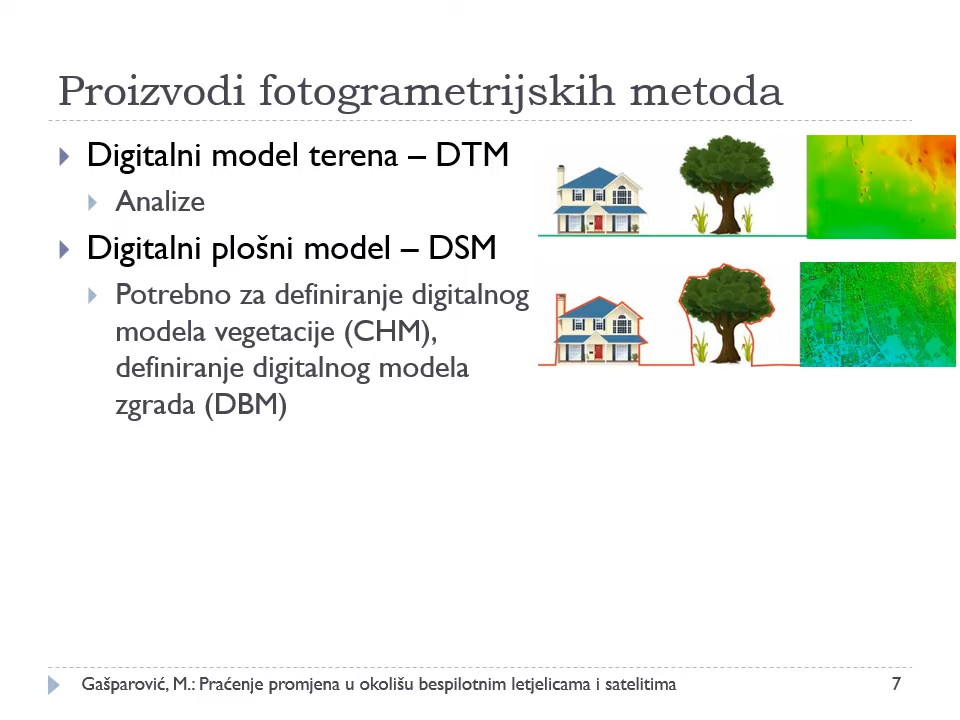 Proizvodi fotogrametrijskih metoda
Digitalni model terena – DTM
Analize
Digitalni plošni model – DSM
Potrebno za definiranje digitalnog
modela vegetacije (CHM),
definiranje digitalnog modela
zgrada (DBM)
Gašparović, M.: Praćenje promjena u okolišu bespilotnim letjelicama i satelitima
7